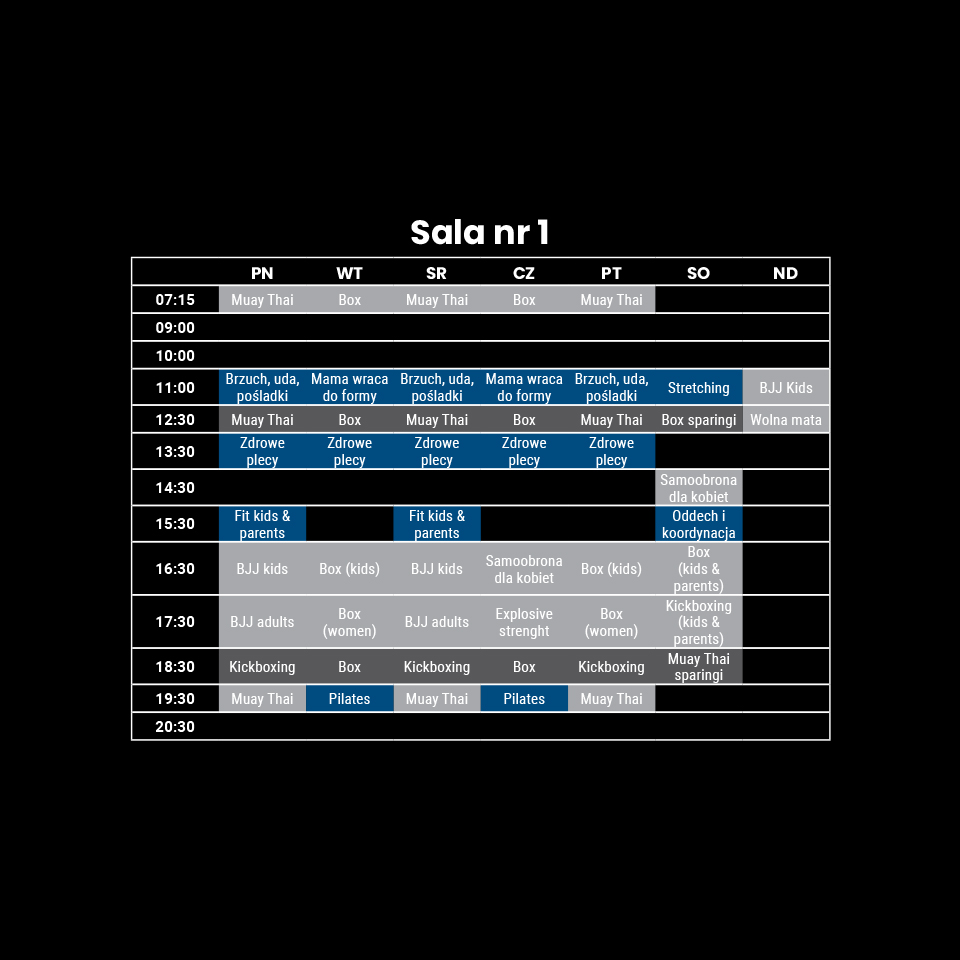 Sala nr 1
PN WT SR CZ PT SO ND
07:15 Muay Thai Box Muay Thai Box Muay Thai
09:00
10:00
11:00 Brzuch, uda, pośladki Mama wraca do formy Brzuch, uda, pośladki Mama wraca do formy Brzuch, uda, pośladki Stretching BJJ Kids
12:30 Muay Thai Box Muay Thai Box Muay Thai Box sparingi Wolna mata
13:30 Zdrowe plecy Zdrowe plecy Zdrowe plecy Zdrowe plecy Zdrowe plecy
14:30 Samoobrona dla kobiet
15:30 Fit kids & parents Fit kids & parents Oddech i koordynacja
16:30 BJJ kids Box (kids) BJJ kids Samoobrona dla kobiet Box (kids) Box (kids & parents)
17:30 BJJ adults Box (women) BJJ adults Explosive strenght Box (women) Kickboxing (kids & parents)
18:30 Kickboxing Box Kickboxing Box Kickboxing Muay Thai sparingi
19:30 Muay Thai Pilates Muay Thai Pilates Muay Thai
20:30